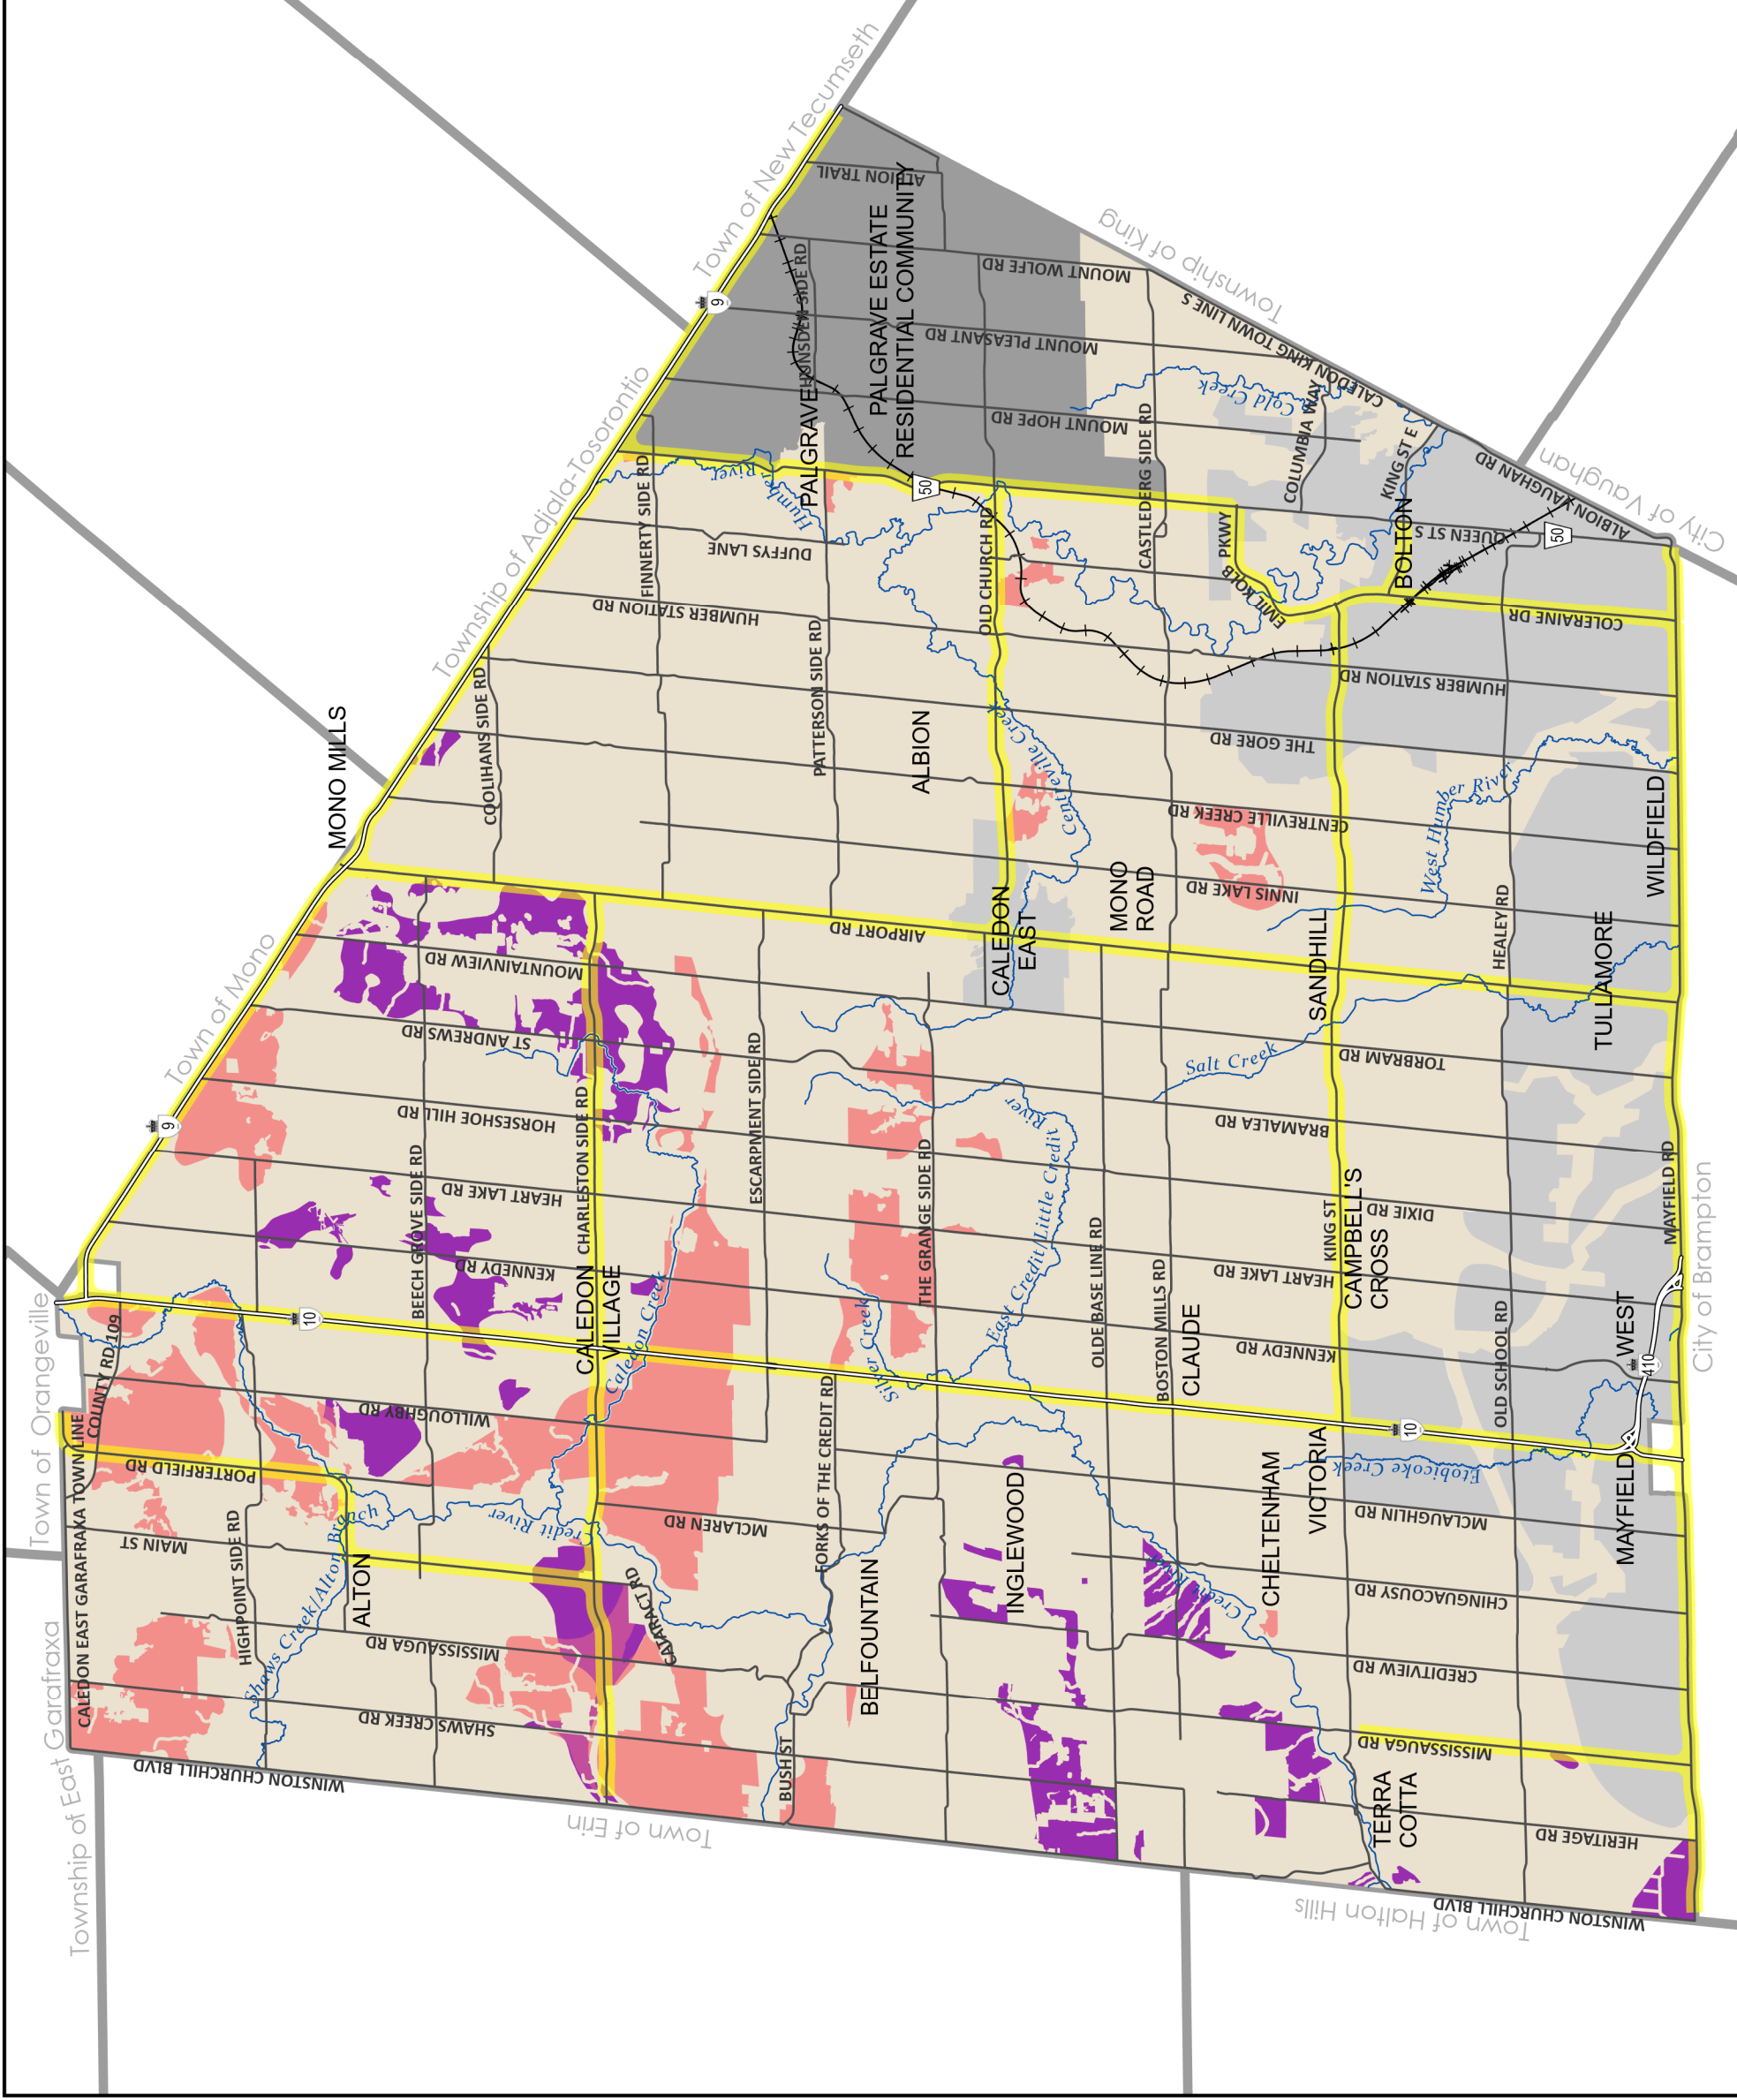 Town of New Tecumseth
ALBION TRAIL
Township of King
9
HUNSDEN SIDE RD
PALGRAVE ESTATE
RESIDENTIAL COMMUNITY
MOUNT WOLFE RD
MOUNT PLEASANT RD
MOUNT HOPE RD
CALEDON KING TOWN LINE S
Cold Creek
COLUMBIA WAY
KING ST E
Township of Adjala-Tosorontio
PALGRAVE
Humber
River
50
FINNERTY SIDE RD
DUFFYS LANE
HUMBER STATION RD
OLD CHURCH RD
CASTLEDERG SIDE RD
EMIL KOLB
PKWY
BOLTON
QUEEN ST S
50
ALBION VAUGHAN RD
City of Vaughan
COLERAINE DR
HUMBER STATION RD
THE GORE RD
MONO MILLS
COOLIHANS SIDE RD
PATTERSON SIDE RD
ALBION
Centreville Creek
CENTREVILLE CREEK RD
INNIS LAKE RD
West Humber River
WILDFIELD
HEALEY RD
TULLAMORE
MONO
ROAD
SANDHILL
CALEDON
EAST
AIRPORT RD
Town of Mono
MOUNTAINVIEW RD
ST ANDREWS RD
HORSESHOE HILL RD
HEART LAKE RD
KENNEDY RD
9
BEECH GROVE SIDE RD
CHARLESTON SIDE RD
ESCARPMENT SIDE RD
THE GRANGE SIDE RD
Salt Creek
TORBRAM RD
BRAMALEA RD
DIXIE RD
HEART LAKE RD
KENNEDY RD
East Credit/Little Credit
River
OLDE BASE LINE RD
BOSTON MILLS RD
KING ST
CAMPBELL'S
CROSS
OLD SCHOOL RD
MAYFIELD RD
City of Brampton
10
CALEDON
VILLAGE
Caledon Creek
Silver Creek
CLAUDE
410
MAYFIELD WEST
10
Town of Orangeville
COUNTY RD 109
WILLOUGHBY RD
PORTERFIELD RD
CALEDON EAST GARAFRAXA TOWN LINE
MAIN ST
HIGHPOINT SIDE RD
Shaws Creek/Alton Branch
ALTON
redit River
MCLAREN RD
FORKS OF THE CREDIT RD
CATARACT RD
BELFOUNTAIN
INGLEWOOD
Credit River
CHELTENHAM
VICTORIA
Etobicoke Creek
MCLAUGHLIN RD
CHINGUACOUSY RD
CREDITVIEW RD
MISSISSAUGA RD
MISSISSAUGA RD
SHAWS CREEK RD
BUSH ST
TERRA
COTTA
HERITAGE RD
WINSTON CHURCHILL BLVD
WINSTON CHURCHILL BLVD
Township of East Garafraxa
Town of Erin
Town of Halton Hills